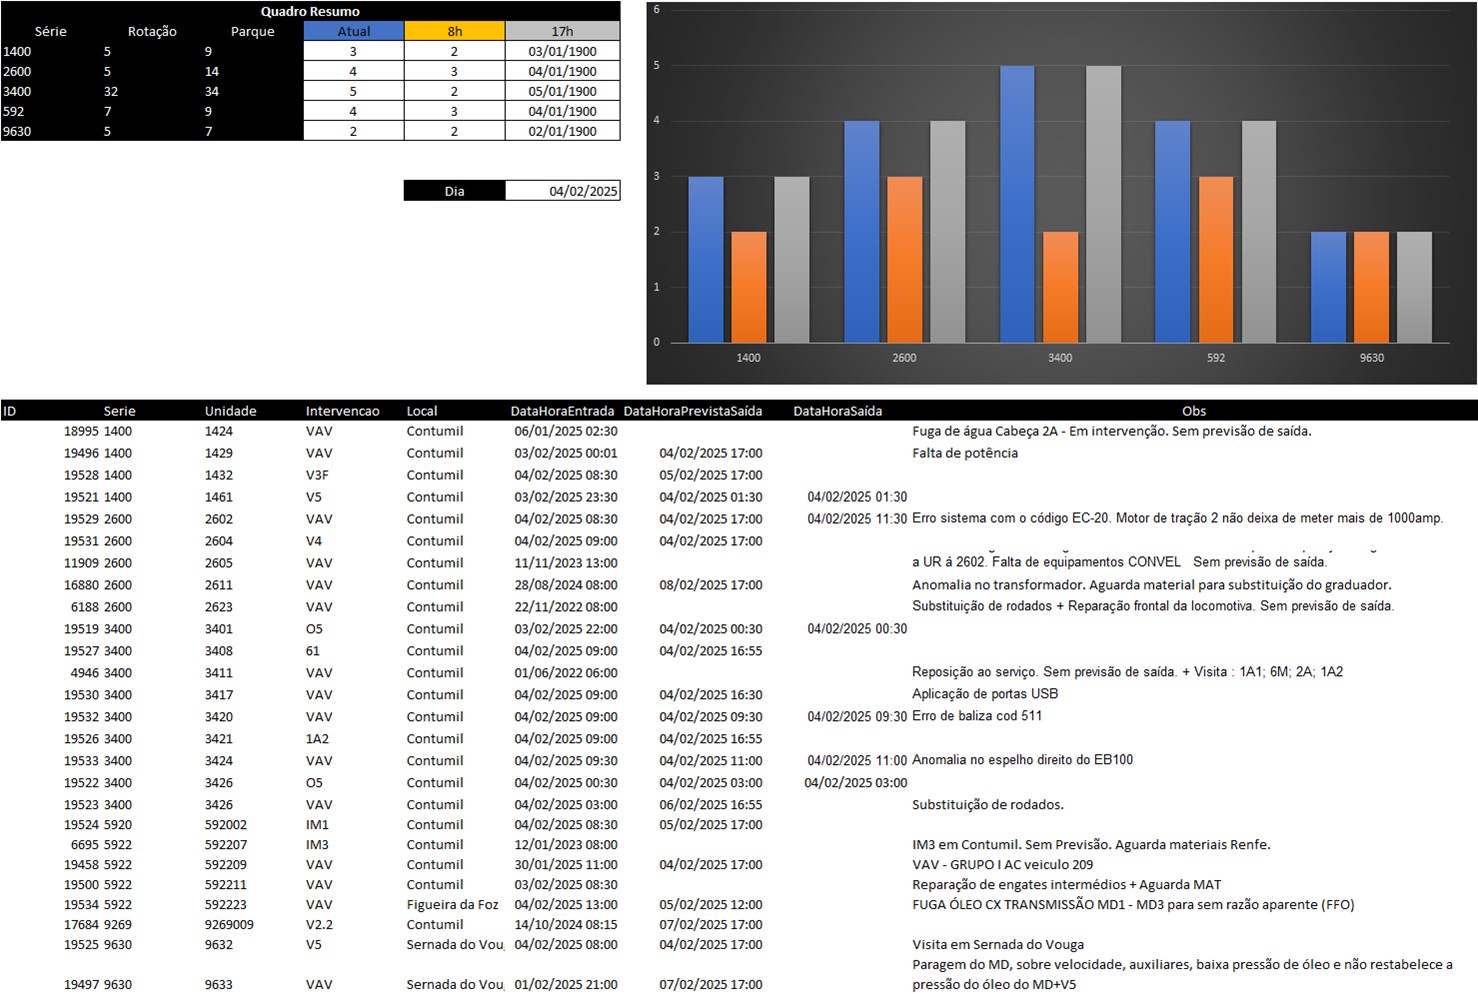 Quadro Resumo
Série Rotação Parque Atual 8h 17h
1400 5 9 3 2 03/01/1900
2600 5 14 4 3 04/01/1900
3400 32 34 5 2 05/01/1900
592 7 9 4 3 04/01/1900
9630 5 7 2 2 02/01/1900
Dia 04/02/2025
6
5
4
3
2
1
0
1400 2600 3400 592 9630
ID Serie Unidade Intervencao Local DataHoraEntrada DataHoraPrevistaSaída DataHoraSaída Obs
18995 1400 1424 VAV Contumil 06/01/2025 02:30 Fuga de água Cabeça 2A - Em intervenção. Sem previsão de saída.
19496 1400 1429 VAV Contumil 03/02/2025 00:01 04/02/2025 17:00 Falta de potência
19528 1400 1432 V3F Contumil 04/02/2025 08:30 05/02/2025 17:00
19521 1400 1461 V5 Contumil 03/02/2025 23:30 04/02/2025 01:30 04/02/2025 01:30
19529 2600 2602 VAV Contumil 04/02/2025 08:30 04/02/2025 17:00 04/02/2025 11:30 Erro sistema com o código EC-20. Motor de tração 2 não deixa de meter mais de 1000amp.
19531 2600 2604 V4 Contumil 04/02/2025 09:00 04/02/2025 17:00
11909 2600 2605 VAV Contumil 11/11/2023 13:00 a UR á 2602. Falta de equipamentos CONVEL Sem previsão de saída.
16880 2600 2611 VAV Contumil 28/08/2024 08:00 08/02/2025 17:00 Anomalia no transformador. Aguarda material para substituição do graduador.
6188 2600 2623 VAV Contumil 22/11/2022 08:00 Substituição de rodados + Reparação frontal da locomotiva. Sem previsão de saída.
19519 3400 3401 O5 Contumil 03/02/2025 22:00 04/02/2025 00:30 04/02/2025 00:30
19527 3400 3408 61 Contumil 04/02/2025 09:00 04/02/2025 16:55
4946 3400 3411 VAV Contumil 01/06/2022 06:00 Reposição ao serviço. Sem previsão de saída. + Visita : 1A1; 6M; 2A; 1A2
19530 3400 3417 VAV Contumil 04/02/2025 09:00 04/02/2025 16:30 Aplicação de portas USB
19532 3400 3420 VAV Contumil 04/02/2025 09:00 04/02/2025 09:30 04/02/2025 09:30 Erro de baliza cod 511
19526 3400 3421 1A2 Contumil 04/02/2025 09:00 04/02/2025 16:55
19533 3400 3424 VAV Contumil 04/02/2025 09:30 04/02/2025 11:00 04/02/2025 11:00 Anomalia no espelho direito do EB100
19522 3400 3426 O5 Contumil 04/02/2025 00:30 04/02/2025 03:00 04/02/2025 03:00
19523 3400 3426 VAV Contumil 04/02/2025 03:00 06/02/2025 16:55 Substituição de rodados.
19524 5920 592002 IM1 Contumil 04/02/2025 08:30 05/02/2025 17:00
6695 5922 592207 IM3 Contumil 12/01/2023 08:00 IM3 em Contumil. Sem Previsão. Aguarda materiais Renfe.
19458 5922 592209 VAV Contumil 30/01/2025 11:00 04/02/2025 17:00 VAV - GRUPO I AC veiculo 209
19500 5922 592211 VAV Contumil 03/02/2025 08:30 Reparação de engates intermédios + Aguarda MAT
19534 5922 592223 VAV Figueira da Foz 04/02/2025 13:00 05/02/2025 12:00 FUGA ÓLEO CX TRANSMISSÃO MD1 - MD3 para sem razão aparente (FFO)
17684 9269 9269009 V2.2 Contumil 14/10/2024 08:15 07/02/2025 17:00
19525 9630 9632 V5 Sernada do Vou 04/02/2025 08:00 04/02/2025 17:00 Visita em Sernada do Vouga
Paragem do MD, sobre velocidade, auxiliares, baixa pressão de óleo e não restabelece a
19497 9630 9633 VAV Sernada do Vou 01/02/2025 21:00 07/02/2025 17:00 pressão do óleo do MD+V5